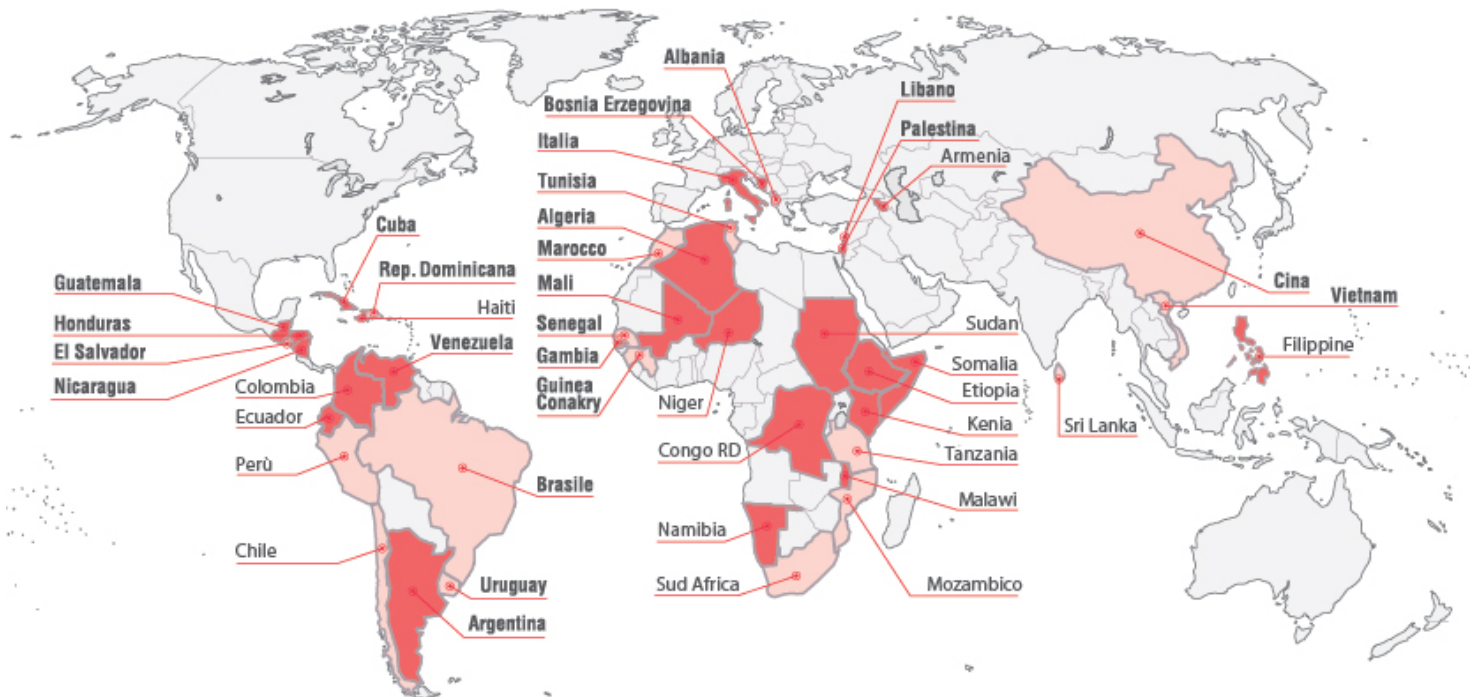 Albania
Libano
Bosnia Erzegovina
Palestina
Italia
Armenia
Tunisia
Algeria
Cuba
Marocco
Rep. Dominicana
Guatemala
Mali
Cina
Vietnam
Haiti
Honduras
Senegal
Sudan
Venezuela
El Salvador
Gambia
Filippine
Somalia
Nicaragua
Colombia
Guinea
Conakry
Etiopia
Niger
Ecuador
Kenia
Sri Lanka
Congo RD
Tanzania
Perù
Brasile
Malawi
Namibia
Chile
Uruguay
Sud Africa
Mozambico
Argentina